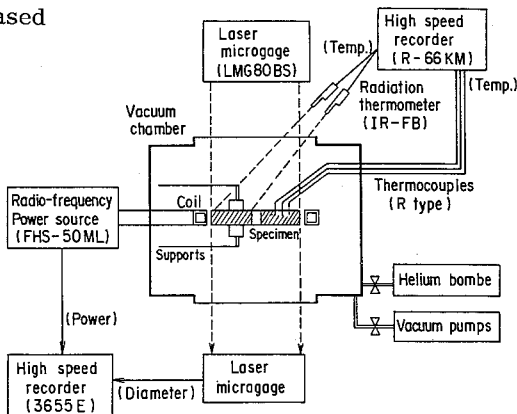 ased
Laser
microgage
(LMG80BS)
High speed
recorder
(R-66KM)
(Temp.)
(Temp.)
Radiation
thermometer
(IR-FB)
Vacuum
chamber
Thermocouples
(R type)
Radio-frequency
Power source
(FHS-50ML)
Coil
Specimen
Supports
Helium bombe
Vacuum pumps
(Power)
High speed
recorder
(3655E)
(Diameter)
Laser
microgage